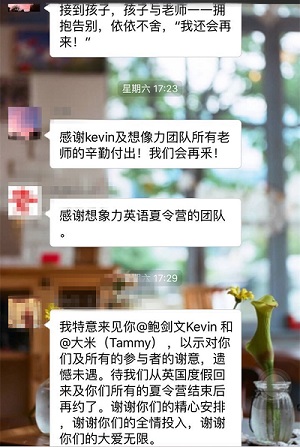 接到孩子，孩子与老师一一拥
抱告别，依依不舍，“我还会再
来！”
星期六 17:23
感谢kevin及想像力团队所有老
师的辛勤付出！我们会再来！
感谢想象力英语夏令营的团队
。
星期六 17:29
我特意来见你@鲍剑文Kevin 和
@大米（Tammy），以示对你
们及所有的参与者的谢意，遗
憾未遇。待我们从英国度假回
来及你们所有的夏令营结束后
再约了。谢谢你们的精心安排
，谢谢你们的全情投入，谢谢
你们的大爱无限。